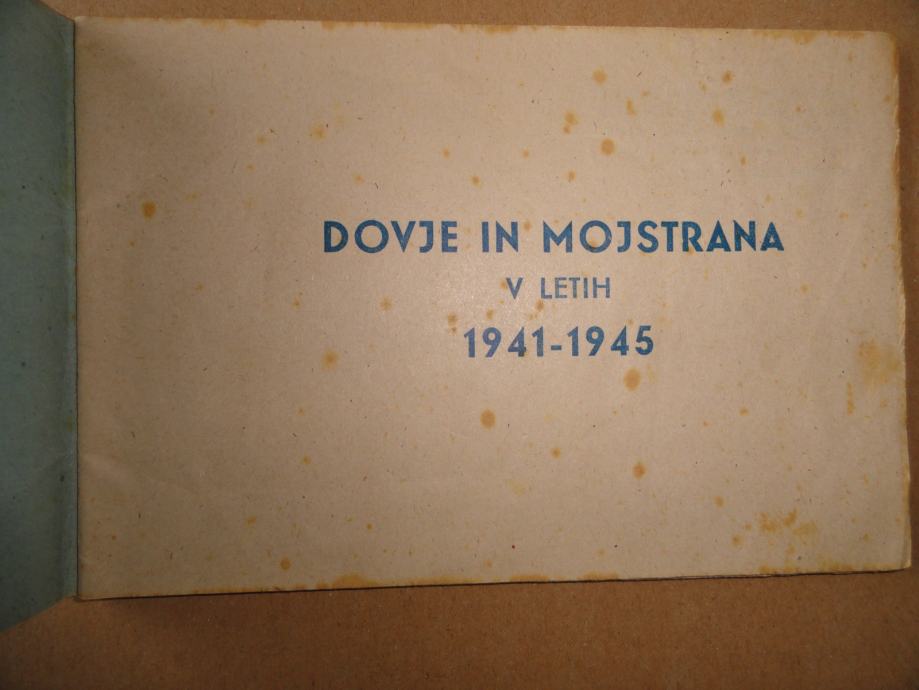 DOVJE IN MOJSTRANA
V LETIH
1941-1945